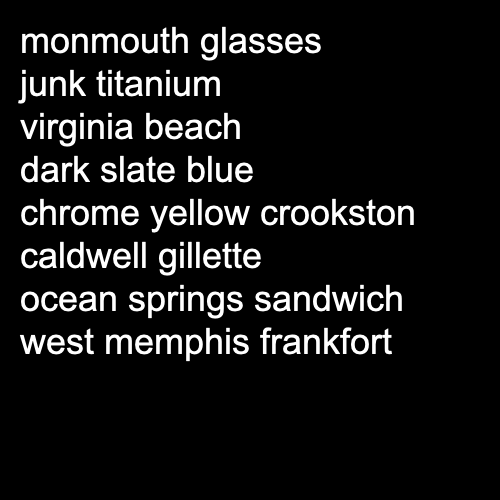 monmouth glasses
junk titanium
virginia beach
dark slate blue
chrome yellow crookston
caldwell gillette
ocean springs sandwich
west memphis frankfort